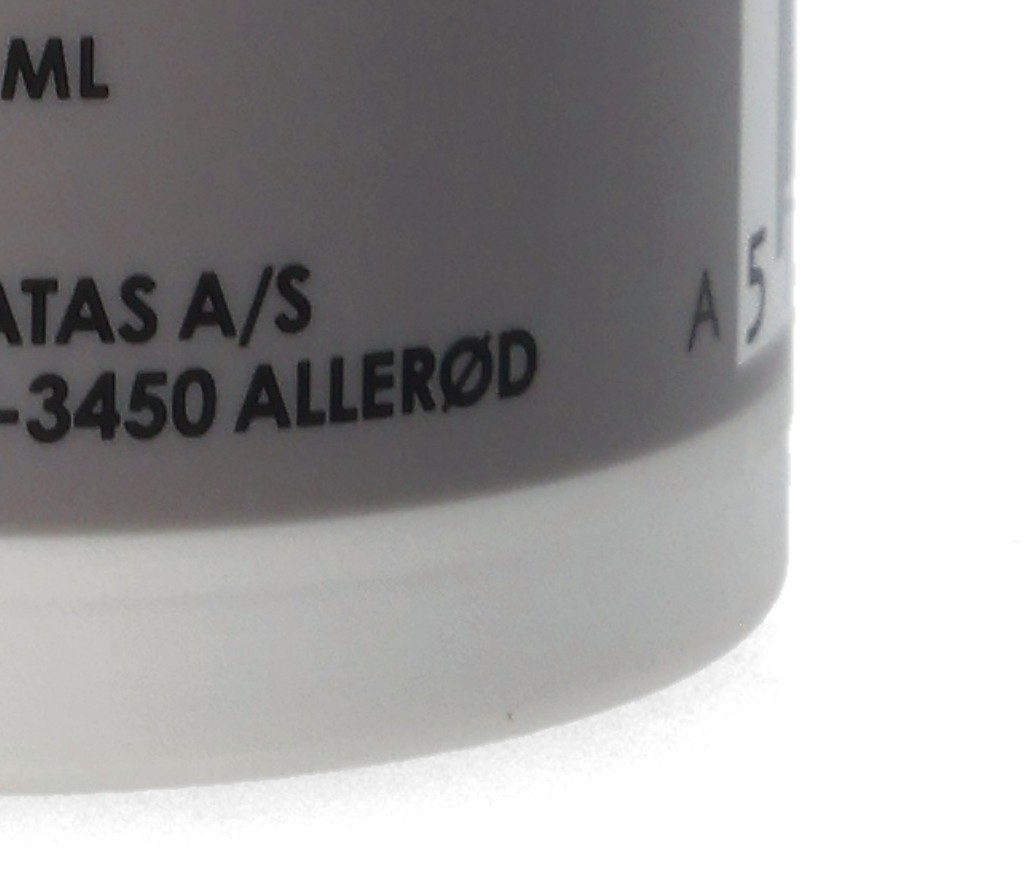 ML
ATAS A/S
-3450 ALLERØD
A 5